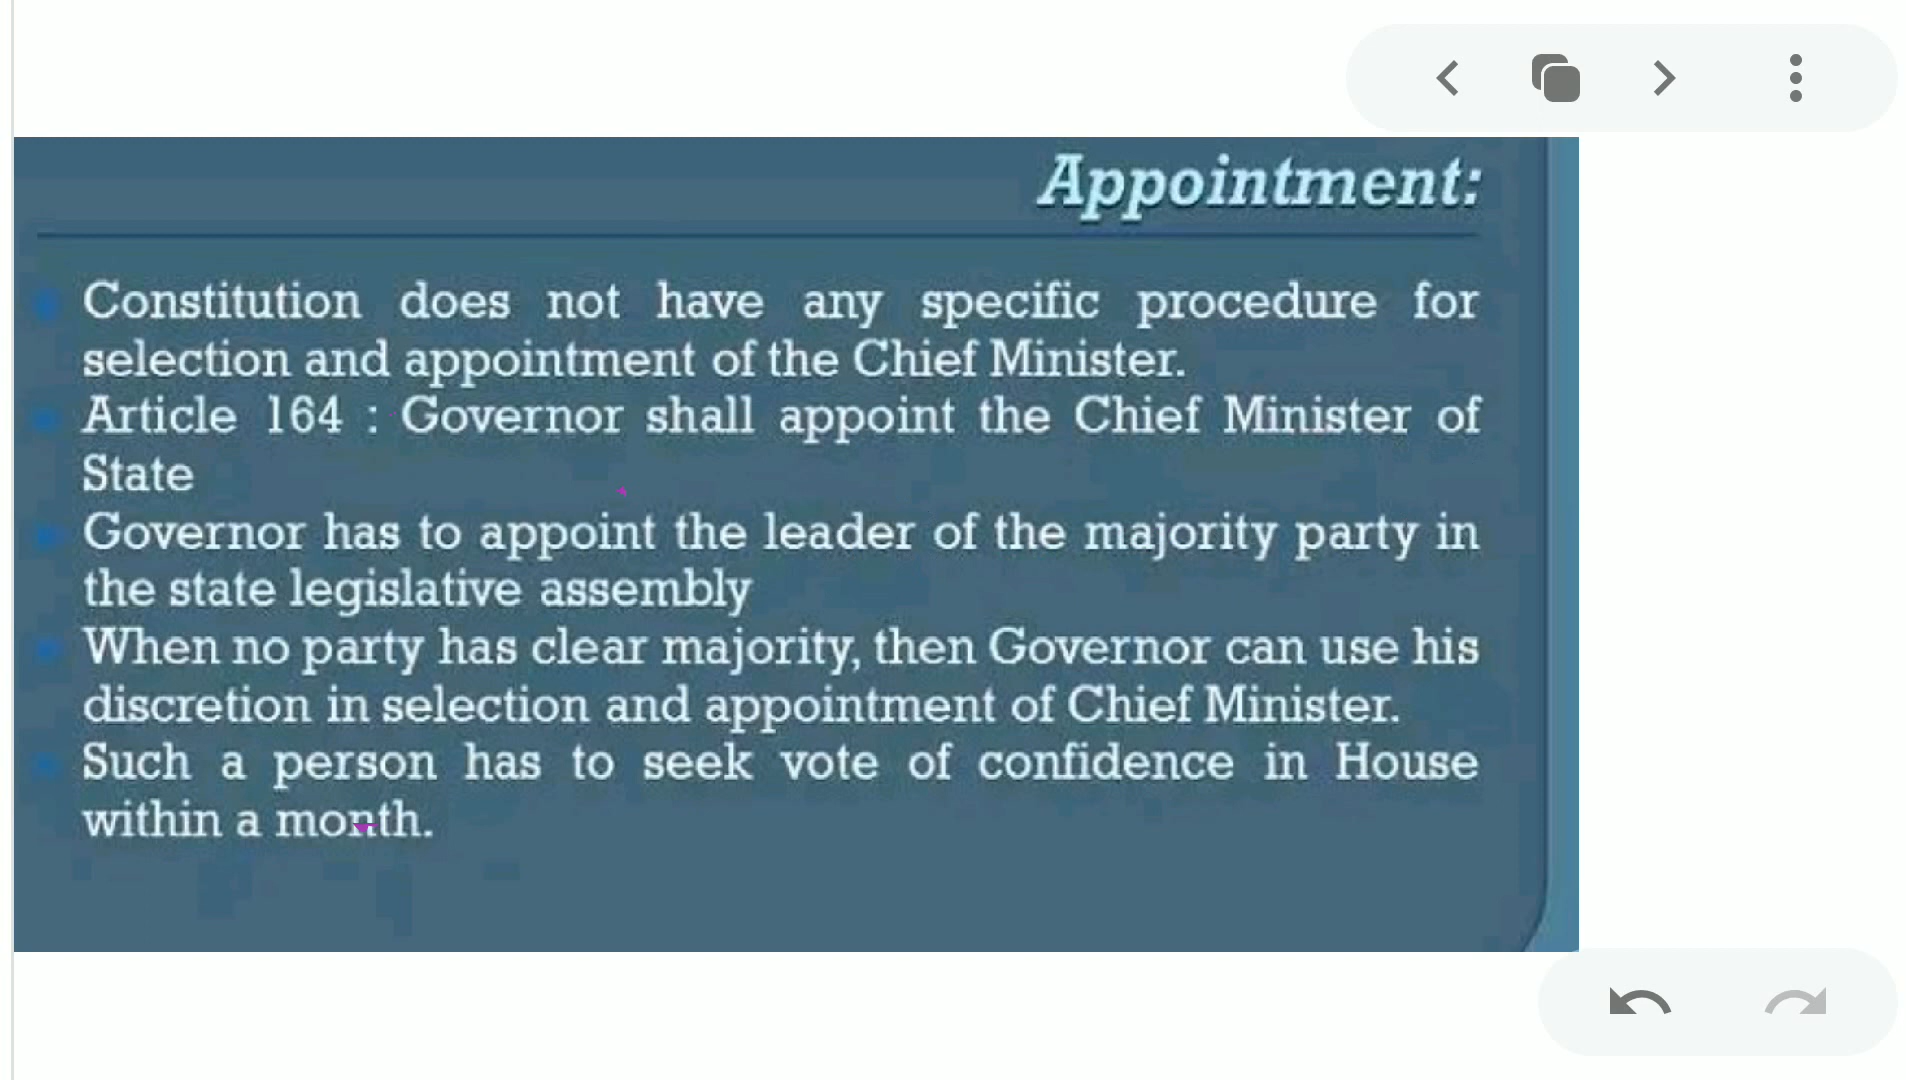 Appointment:
Constitution does not have any specific procedure for
selection and appointment of the Chief Minister.
Article 164 : Governor shall appoint the Chief Minister of
State
Governor has to appoint the leader of the majority party in
the state legislative assembly
When no party has clear majority, then Governor can use his
discretion in selection and appointment of Chief Minister.
Such a person has to seek vote of confidence in House
within a month.